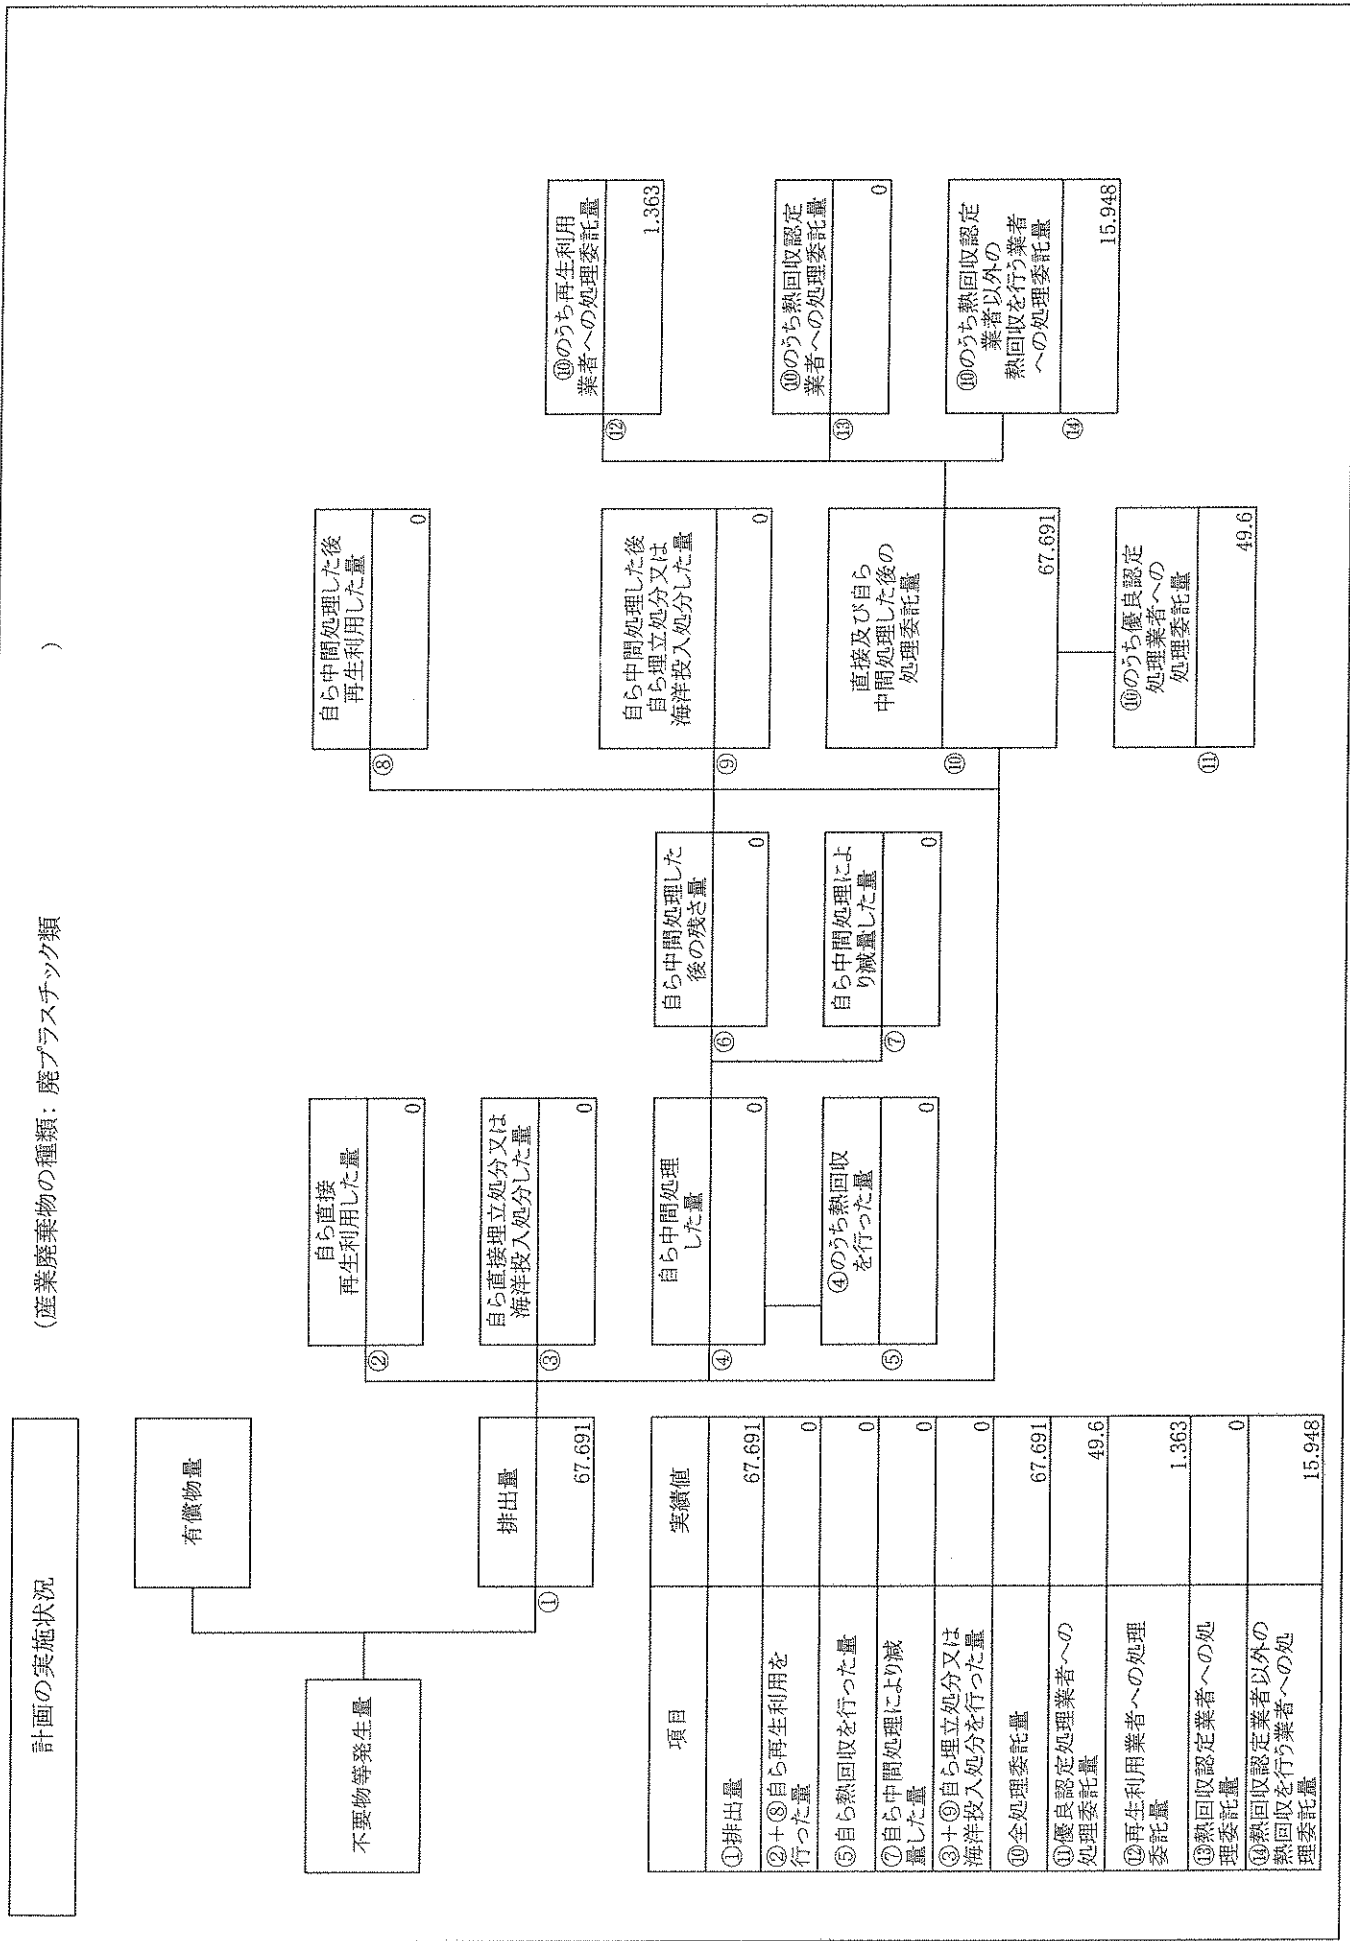 計画の実施状況
(産業廃棄物の種類: 廃プラスチック類 )
不要物等発生量
有償物量
①
排出量
67.691
②
自ら直接
再生利用した量
0
③
自ら直接埋立処分又は
海洋投入処分した量
0
④
自ら中間処理
した量
0
⑤
④のうち熱回収
を行った量
0
⑥
自ら中間処理した
後の残さ量
0
⑦
自ら中間処理によ
り減量した量
0
⑧
自ら中間処理した後
再生利用した量
0
⑨
自ら中間処理した後
自ら埋立処分又は
海洋投入処分した量
0
⑩
直接及び自ら
中間処理した後の
処理委託量
67.691
⑪
⑩のうち優良認定
処理業者への
処理委託量
49.6
⑫
⑩のうち再生利用
業者への処理委託量
1.363
⑬
⑩のうち熱回収認定
業者への処理委託量
0
⑭
⑩のうち熱回収認定
業者以外の
熱回収を行う業者
への処理委託量
15.948
項目 実績値
①排出量 67.691
②+⑧自ら再生利用を
行った量 0
⑤自ら熱回収を行った量 0
⑦自ら中間処理により減
量した量 0
③+⑨自ら埋立処分又は
海洋投入処分を行った量 0
⑩全処理委託量 67.691
⑪優良認定処理業者への
処理委託量 49.6
⑫再生利用業者への処理
委託量 1.363
⑬熱回収認定業者への処
理委託量 0
⑭熱回収認定業者以外の
熱回収を行う業者への処
理委託量 15.948